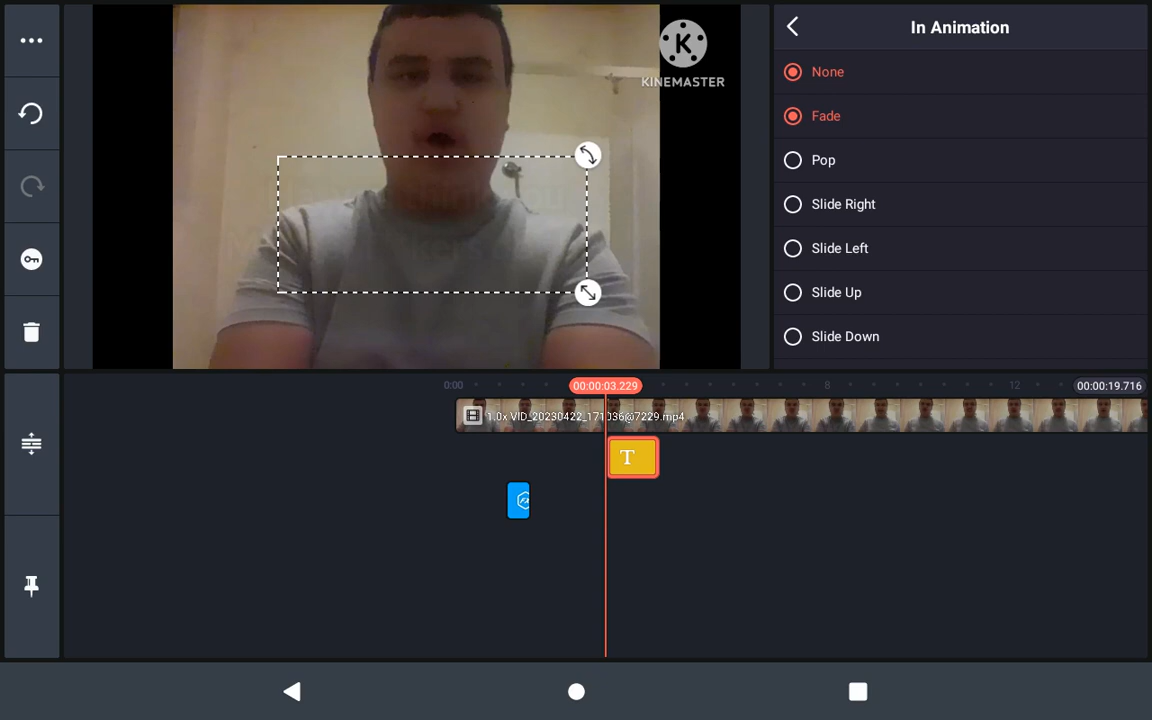 K
KINEMASTER
In Animation
None
Fade
Pop
Slide Right
Slide Left
Slide Up
Slide Down
0:00
00:00:03.229
8
12
00:00:19.716
1.0x VID_20230422_171036@7229.mp4
T